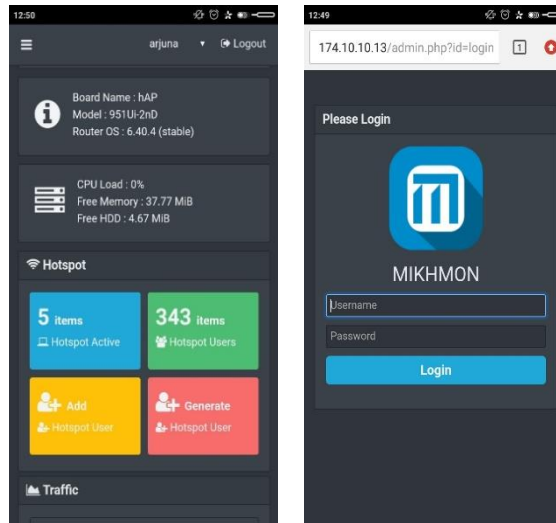 12:50
arjuna Logout
Board Name : hAP
Model : 951Ui-2nD
Router OS : 6.40.4 (stable)
CPU Load : 0%
Free Memory : 37.77 MiB
Free HDD : 4.67 MiB
Hotspot
5 items
Hotspot Active
343 items
Hotspot Users
Add
Hotspot User
Generate
Hotspot User
Traffic
12:49
174.10.10.13/admin.php?id=login 1
Please Login
MIKHMON
Username
Password
Login